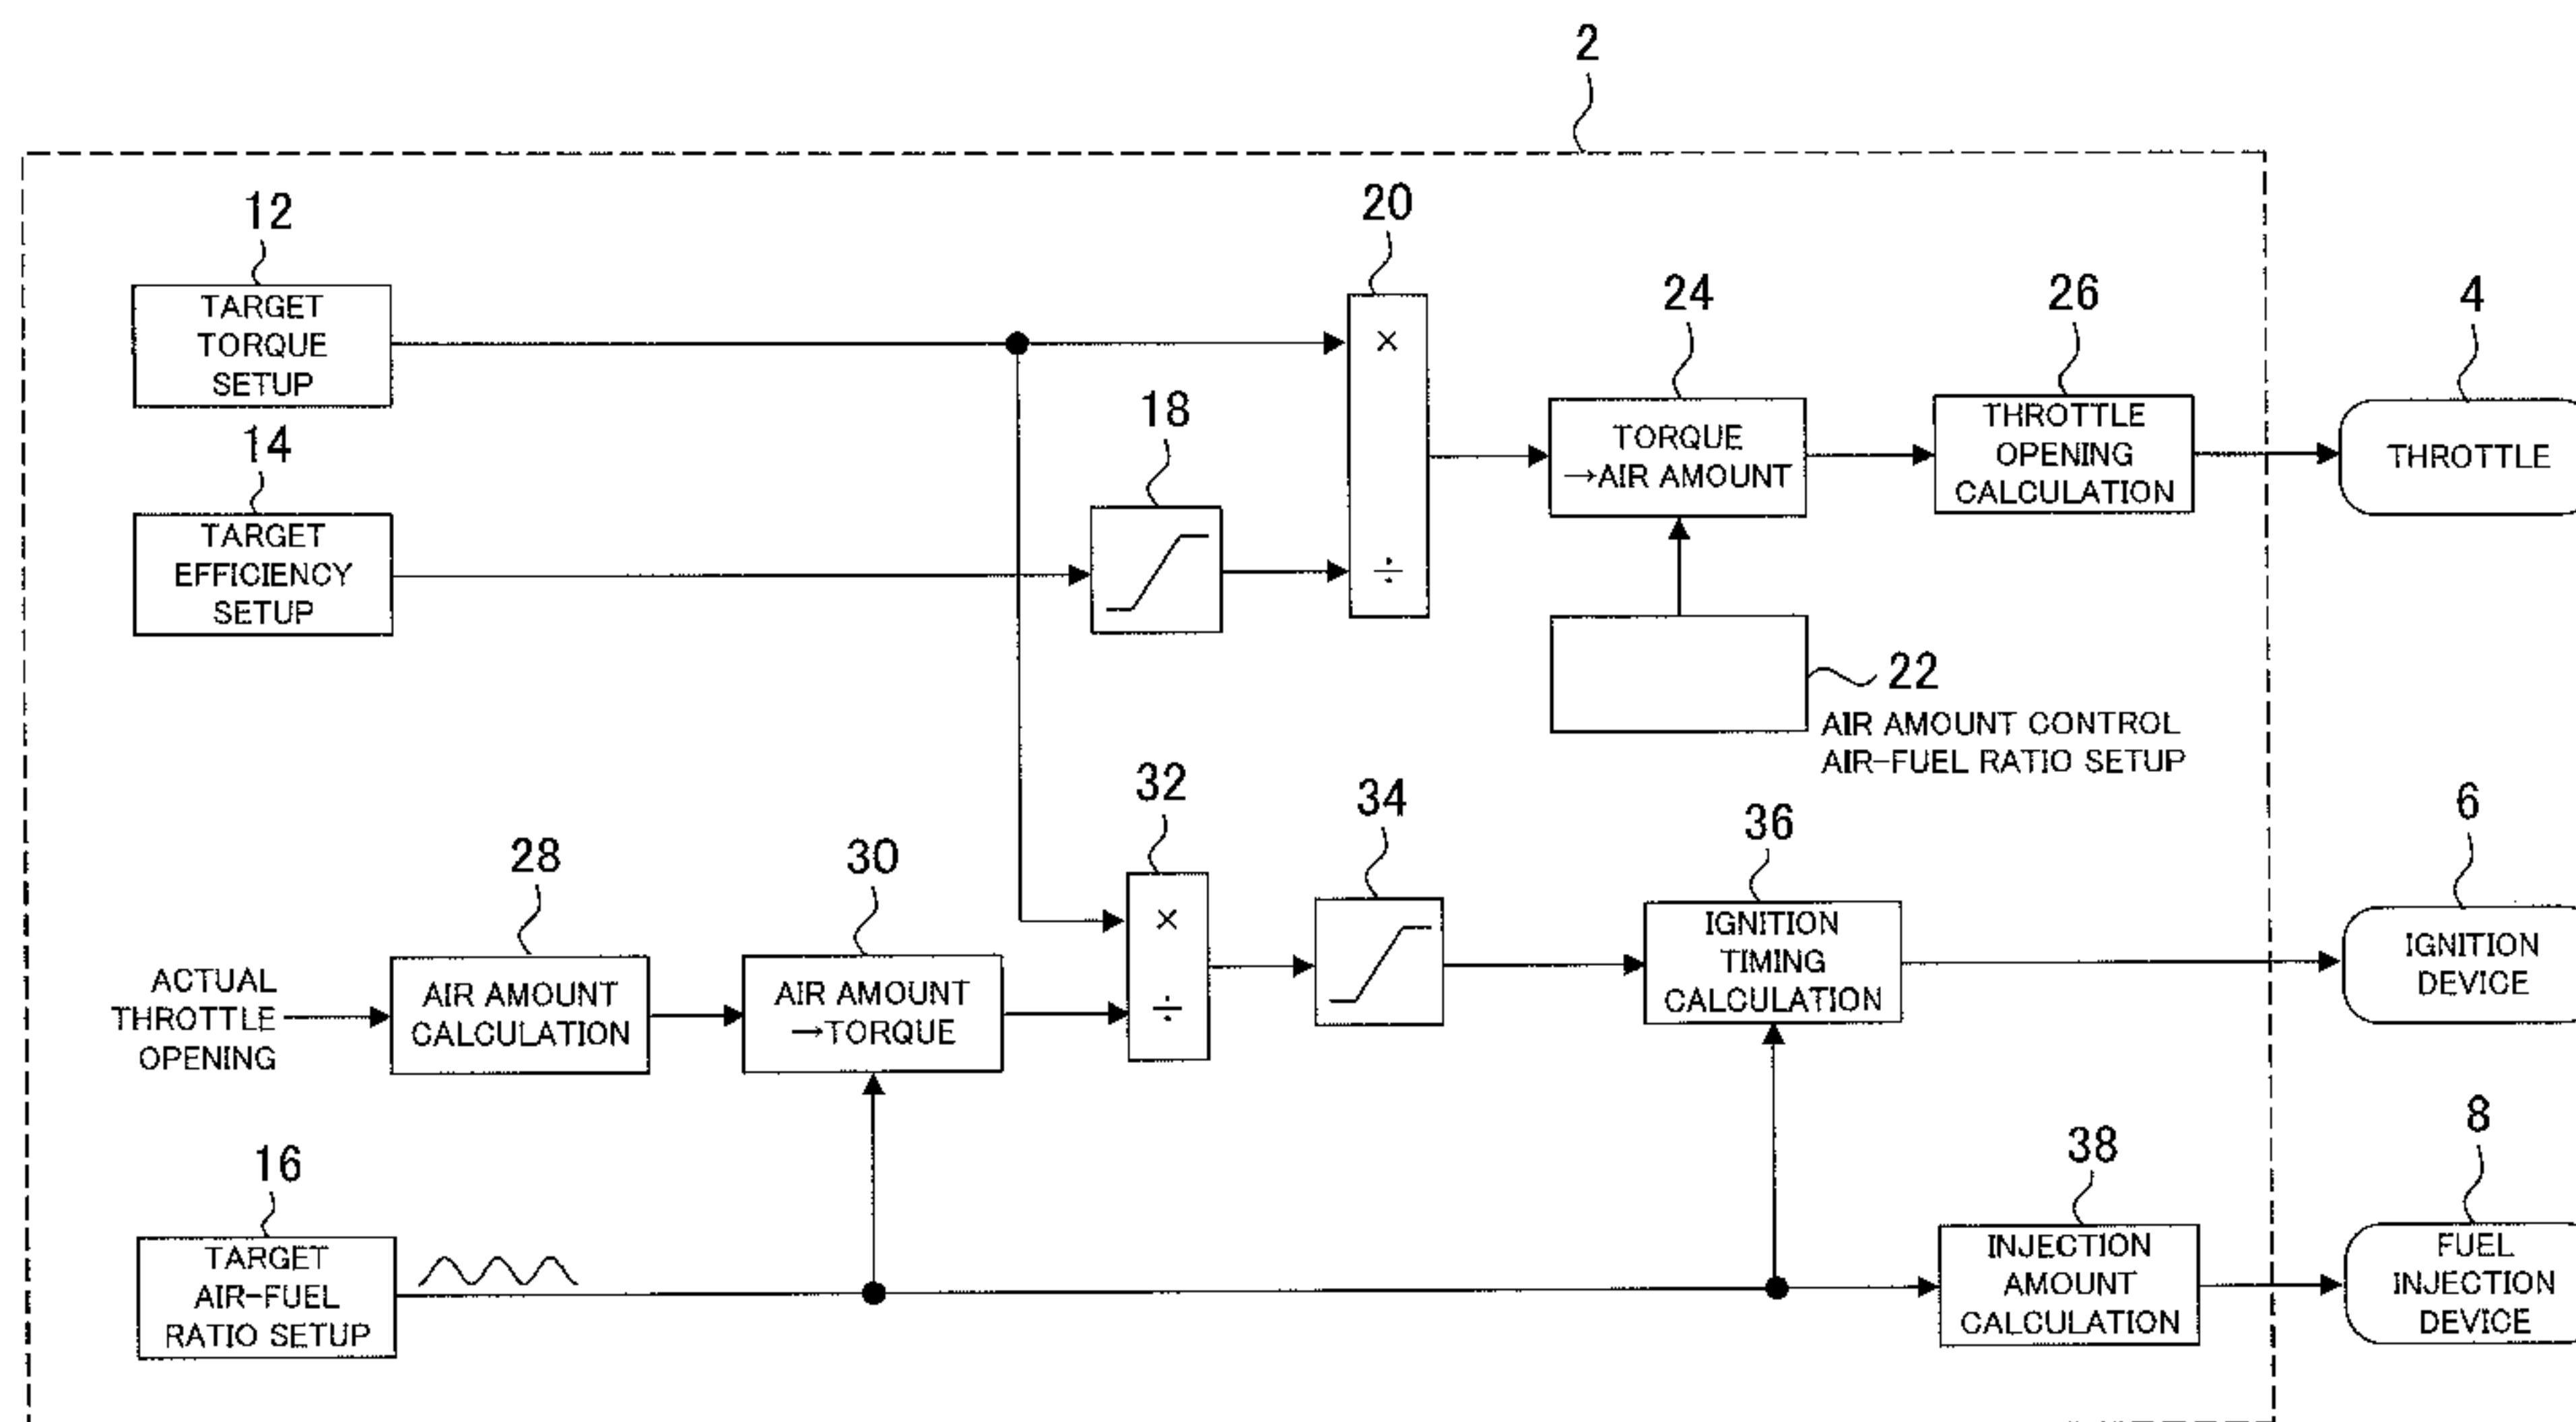 2
12
TARGET
TORQUE
SETUP
20
×
÷
24
TORQUE
→AIR AMOUNT
26
THROTTLE
OPENING
CALCULATION
4
THROTTLE
14
TARGET
EFFICIENCY
SETUP
18
22
AIR AMOUNT CONTROL
AIR-FUEL RATIO SETUP
ACTUAL
THROTTLE
OPENING
28
AIR AMOUNT
CALCULATION
30
AIR AMOUNT
→TORQUE
32
×
÷
34
36
IGNITION
TIMING
CALCULATION
6
IGNITION
DEVICE
16
TARGET
AIR-FUEL
RATIO SETUP
38
INJECTION
AMOUNT
CALCULATION
8
FUEL
INJECTION
DEVICE